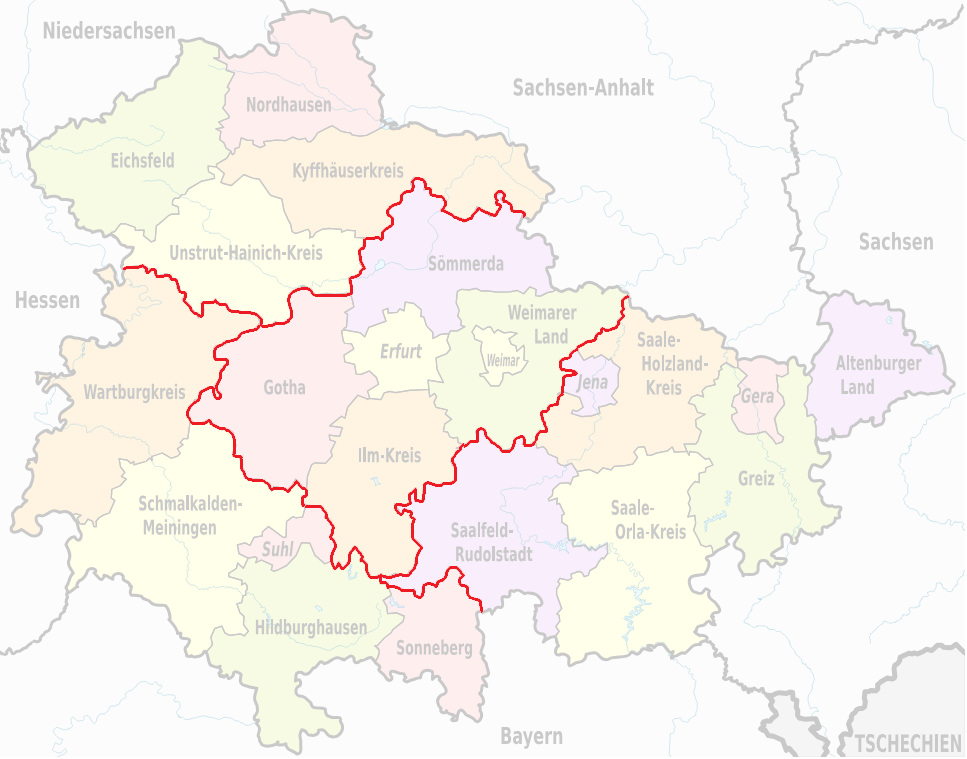 Niedersachsen
Sachsen-Anhalt
Nordhausen
Eichsfeld
Kyffhäuserkreis
Unstrut-Hainich-Kreis
Sömmerda
Sachsen
Hessen
Weimarer
Land
Erfurt
Weimar
Saale-
Holzland-
Kreis
Jena
Altenburger
Land
Gera
Wartburgkreis
Gotha
Ilm-Kreis
Greiz
Schmalkalden-
Meiningen
Saalfeld-
Rudolstadt
Saale-
Orla-Kreis
Suhl
Hildburghausen
Sonneberg
Bayern
TSCHECHIEN